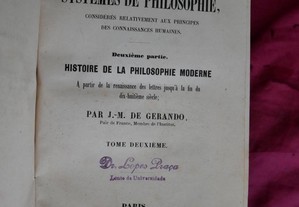 SYSTÈMES DE PHILOSOPHIE,
CONSIDÉRÉS RELATIVEMENT AUX PRINCIPES
DES CONNAISSANCES HUMAINES.
Deuxième partie.
HISTOIRE DE LA PHILOSOPHIE MODERNE
A partir de la renaissance des lettres jusqu'à la fin du
dix-huitième siècle;
PAR J.-M. DE GERANDO,
Pair de France, Membre de l'Institut.
TOME DEUXIÈME.
Dr. Lopes Praça
Lente da Universidade
PARIS